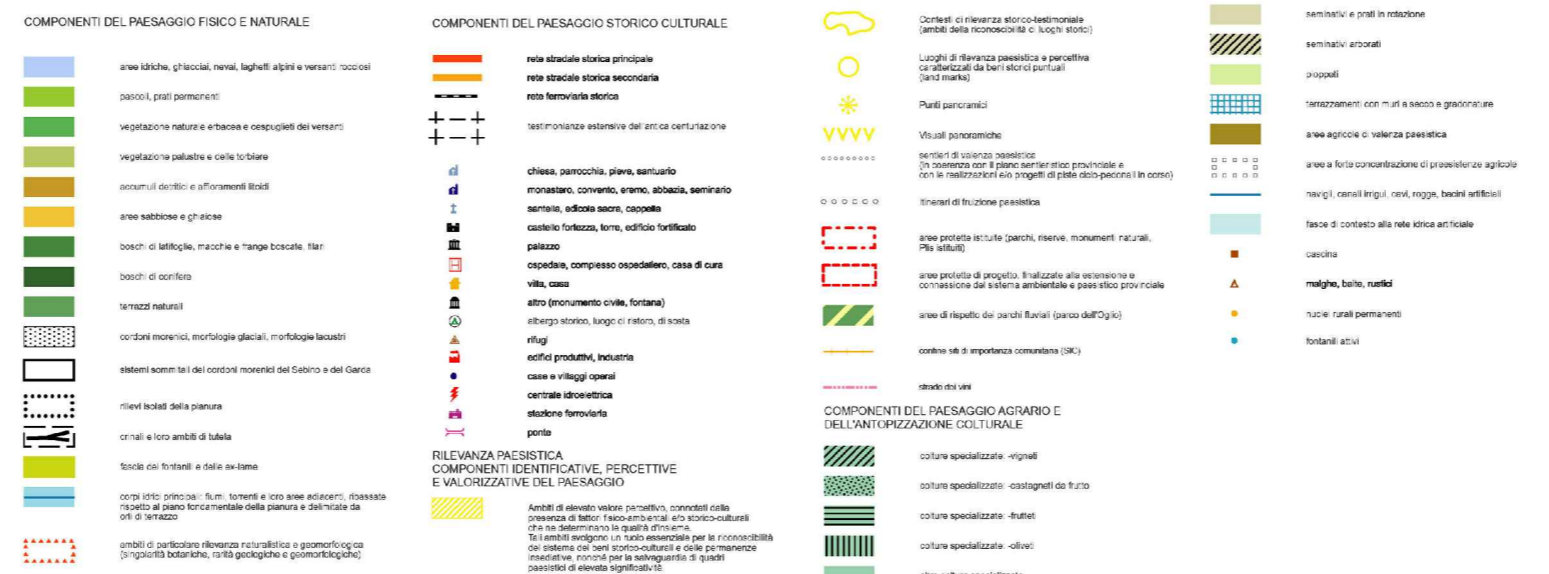 COMPONENTI DEL PAESAGGIO FISICO E NATURALE
aree idriche, ghiacciai, nevai, laghetti alpini e versanti rocciosi
pascoli, prati permanenti
vegetazione naturale erbacea e cespuglieti dei versanti
vegetazione palustre e delle torbiere
accumuli detritici e affioramenti litoidi
aree sabbiose e ghiaiose
boschi di latifoglie, macchie e frange boscate, filari
boschi di conifere
terrazzi naturali
cordoni morenici, morfologie glaciali, morfologie lacustri
sistemi sommitali dei cordoni morenici del Sebino e del Garda
rilievi isolati della pianura
crinali e loro ambiti di tutela
fascia dei fontanili e delle ex-lame
corpi idrici principali: fiumi, torrenti e loro aree adiacenti, ribassate
rispetto al piano fondamentale della pianura e delimitate da
orli di terrazzo
ambiti di particolare rilevanza naturalistica e geomorfologica
(singolarità botaniche, rarità geologiche e geomorfologiche)
COMPONENTI DEL PAESAGGIO STORICO CULTURALE
rete stradale storica principale
rete stradale storica secondaria
rete ferroviaria storica
testimonianze estensive dell'antica centuriazione
chiesa, parrocchia, pieve, santuario
monastero, convento, eremo, abbazia, seminario
santella, edicola sacra, cappella
castello fortezza, torre, edificio fortificato
palazzo
ospedale, complesso ospedaliero, casa di cura
villa, casa
altro (monumento civile, fontana)
albergo storico, luogo di ristoro, di sosta
rifugi
edifici produttivi, industria
case e villaggi operai
centrale idroelettrica
stazione ferroviaria
ponte
RILEVANZA PAESISTICA
COMPONENTI IDENTIFICATIVE, PERCETTIVE
E VALORIZZATIVE DEL PAESAGGIO
Ambiti di elevato valore percettivo, connotati dalla
presenza di fattori fisico-ambientali e/o storico-culturali
che ne determinano la qualità d'insieme.
Tali ambiti svolgono un ruolo essenziale per la riconoscibilità
del sistema dei beni storico-culturali e delle permanenze
insediative, nonché per la salvaguardia di quadri
paesistici di elevata significatività
Contesti di rilevanza storico-testimoniale
(ambiti della riconoscibilità di luoghi storici)
Luoghi di rilevanza paesistica e percettiva
caratterizzati da beni storici puntuali
(land marks)
Punti panoramici
Visuali panoramiche
sentieri di valenza paesistica
(in coerenza con il piano sentieristico provinciale e
con le realizzazioni e/o progetti di piste ciclo-pedonali in corso)
Itinerari di fruizione paesistica
aree protette istituite (parchi, riserve, monumenti naturali,
Plis istituiti)
aree protette di progetto, finalizzate alla estensione e
connessione del sistema ambientale e paesistico provinciale
aree di rispetto dei parchi fluviali (parco dell'Oglio)
confine siti di importanza comunitaria (SIC)
strade dei vini
COMPONENTI DEL PAESAGGIO AGRARIO E
DELL'ANTOPIZZAZIONE COLTURALE
colture specializzate: -vigneti
colture specializzate: -castagneti da frutto
colture specializzate: -frutteti
colture specializzate: -oliveti
seminativi e prati in rotazione
seminativi arborati
pioppeti
terrazzamenti con muri a secco e gradonature
aree agricole di valenza paesistica
aree a forte concentrazione di preesistenze agricole
navigli, canali irrigui, cavi, rogge, bacini artificiali
fasce di contesto alla rete idrica artificiale
cascina
malghe, baite, rustici
nuclei rurali permanenti
fontanili attivi